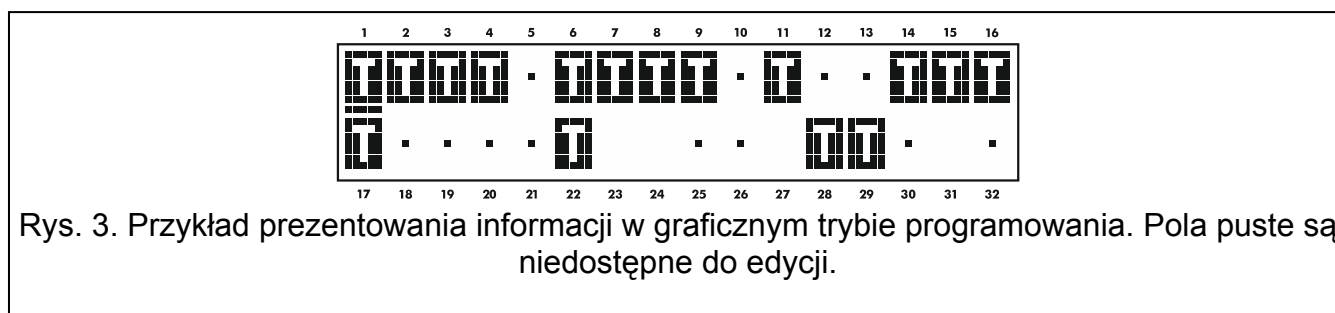 1 2 3 4 5 6 7 8 9 10 11 12 13 14 15 16
T T T T . T T T T . T . . T T T
T . . . . T . . T T . .
17 18 19 20 21 22 23 24 25 26 27 28 29 30 31 32
Rys. 3. Przykład prezentowania informacji w graficznym trybie programowania. Pola puste są
niedostępne do edycji.